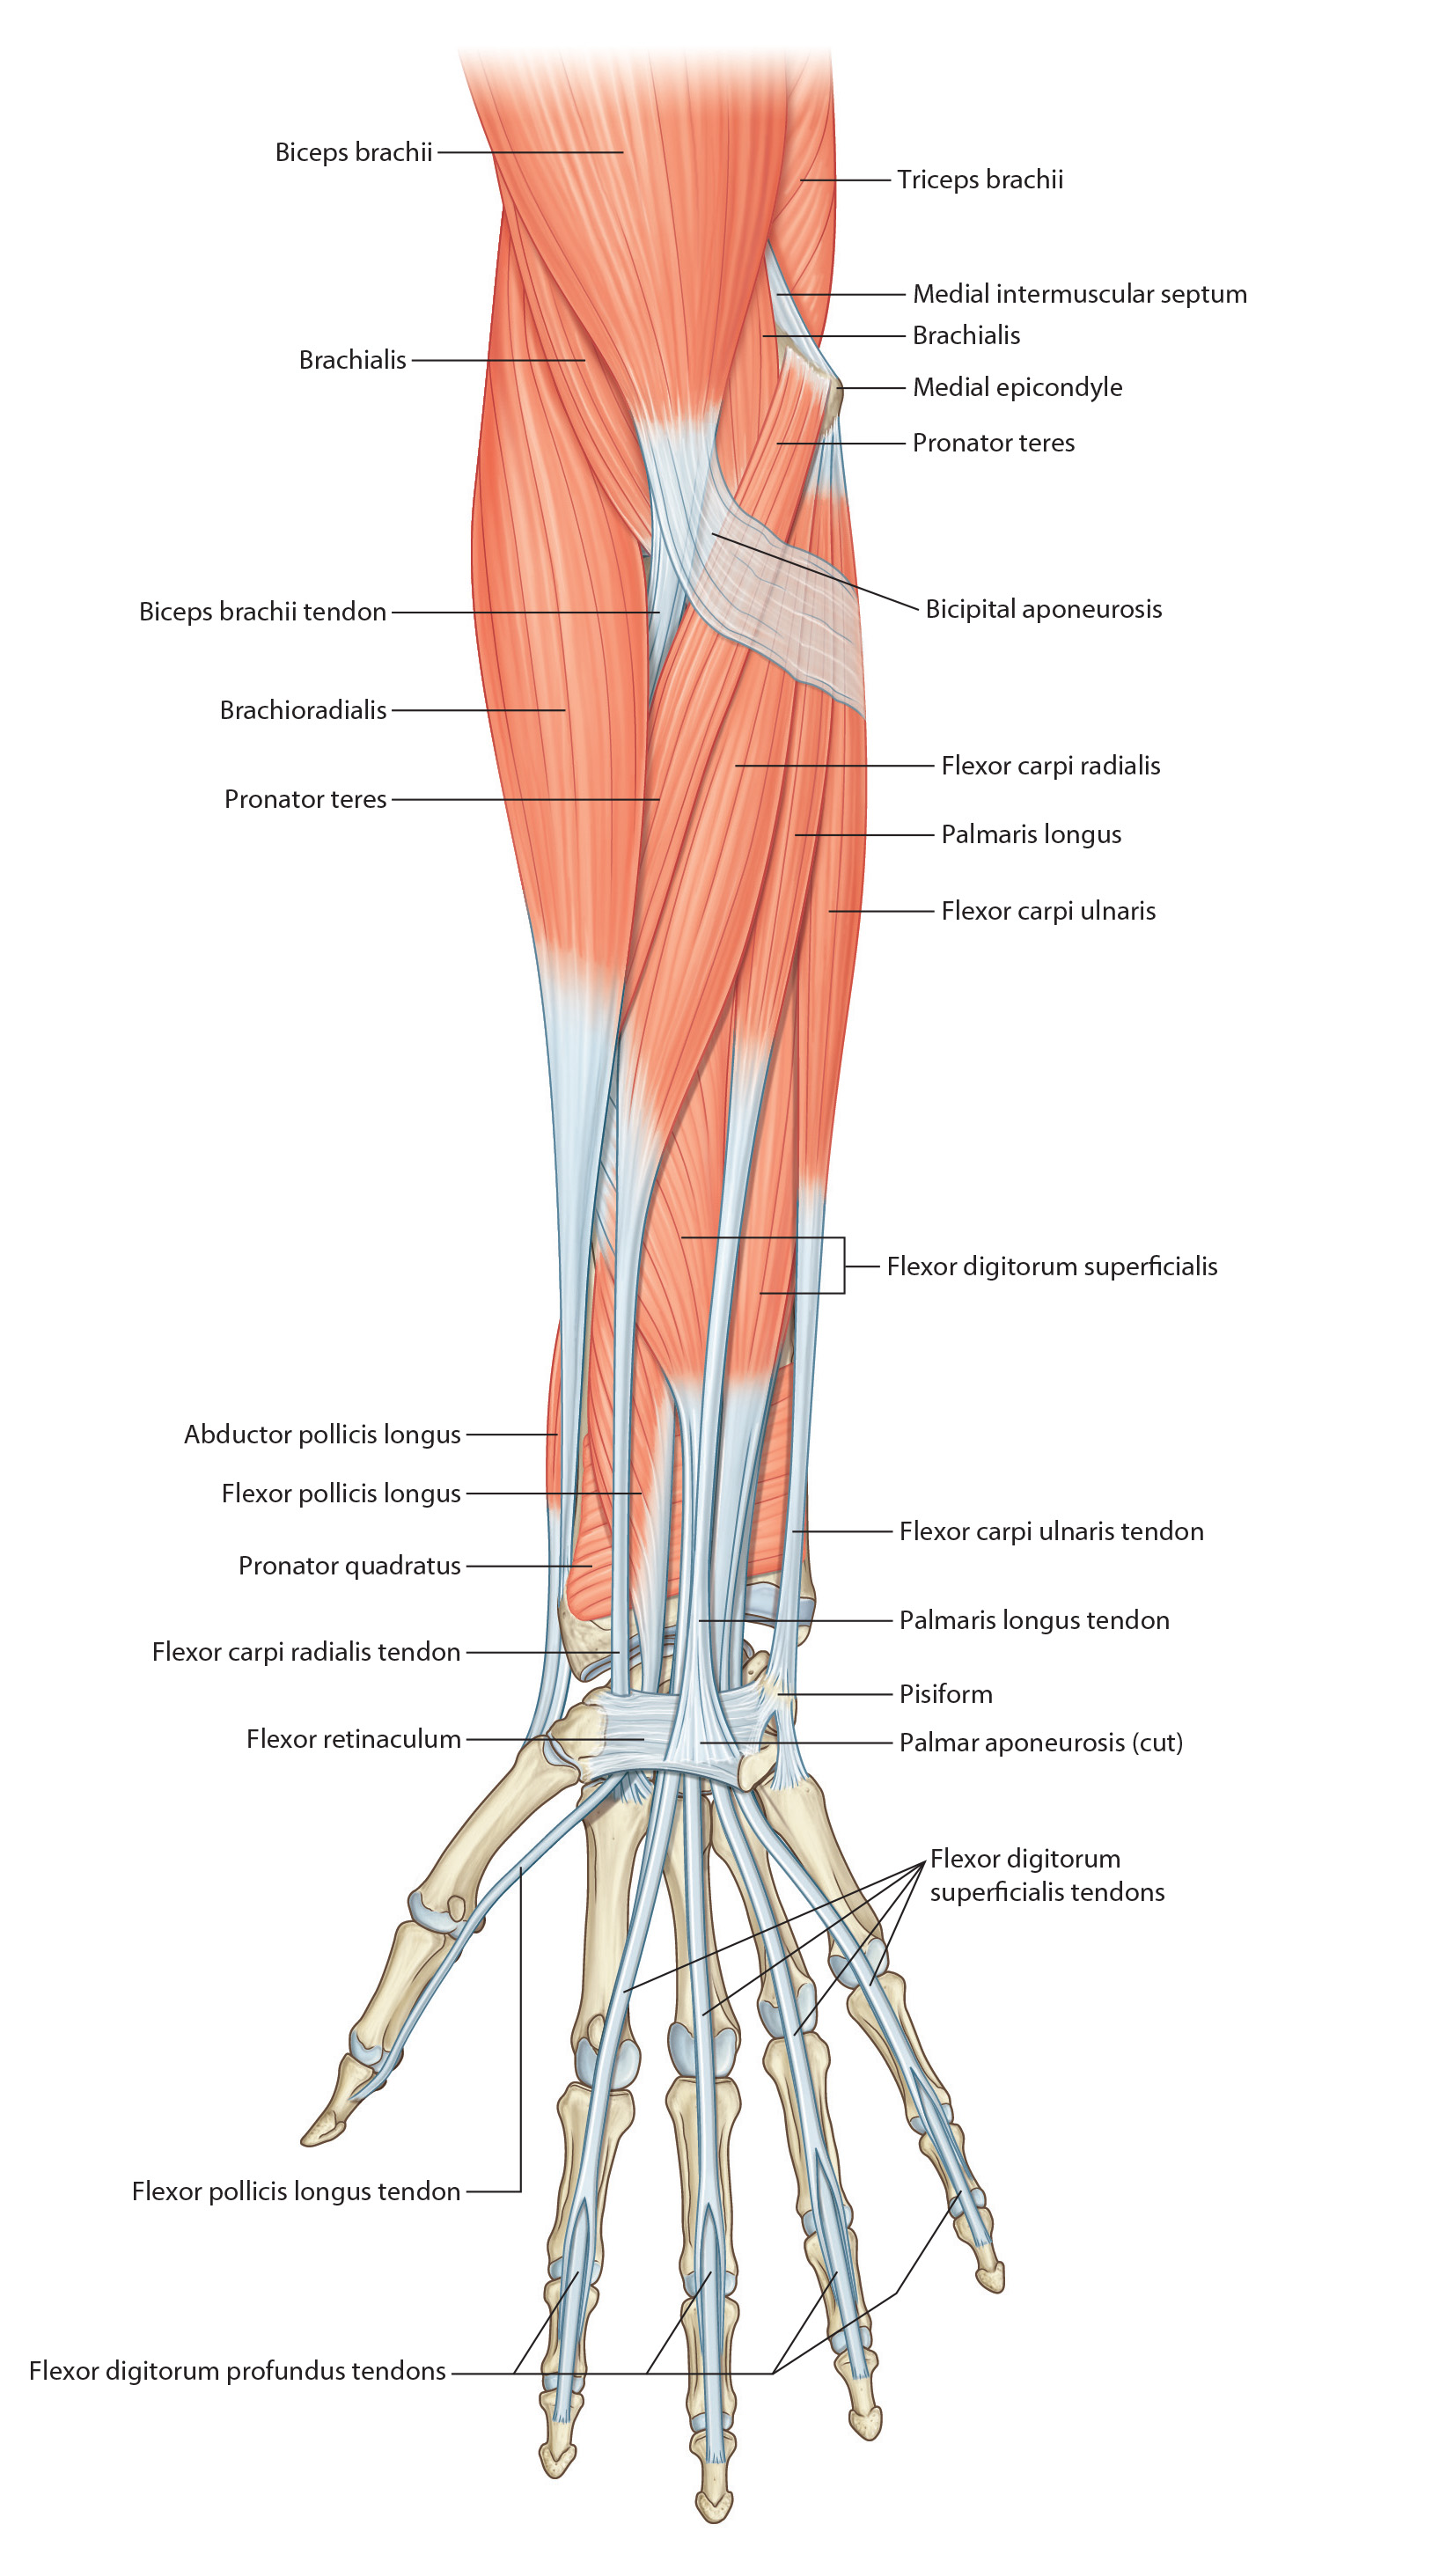 Biceps brachii
Triceps brachii
Medial intermuscular septum
Brachialis
Brachialis
Medial epicondyle
Pronator teres
Biceps brachii tendon
Bicipital aponeurosis
Brachioradialis
Flexor carpi radialis
Pronator teres
Palmaris longus
Flexor carpi ulnaris
Flexor digitorum superficialis
Abductor pollicis longus
Flexor pollicis longus
Flexor carpi ulnaris tendon
Pronator quadratus
Palmaris longus tendon
Flexor carpi radialis tendon
Pisiform
Flexor retinaculum
Palmar aponeurosis (cut)
Flexor digitorum
superficialis tendons
Flexor pollicis longus tendon
Flexor digitorum profundus tendons